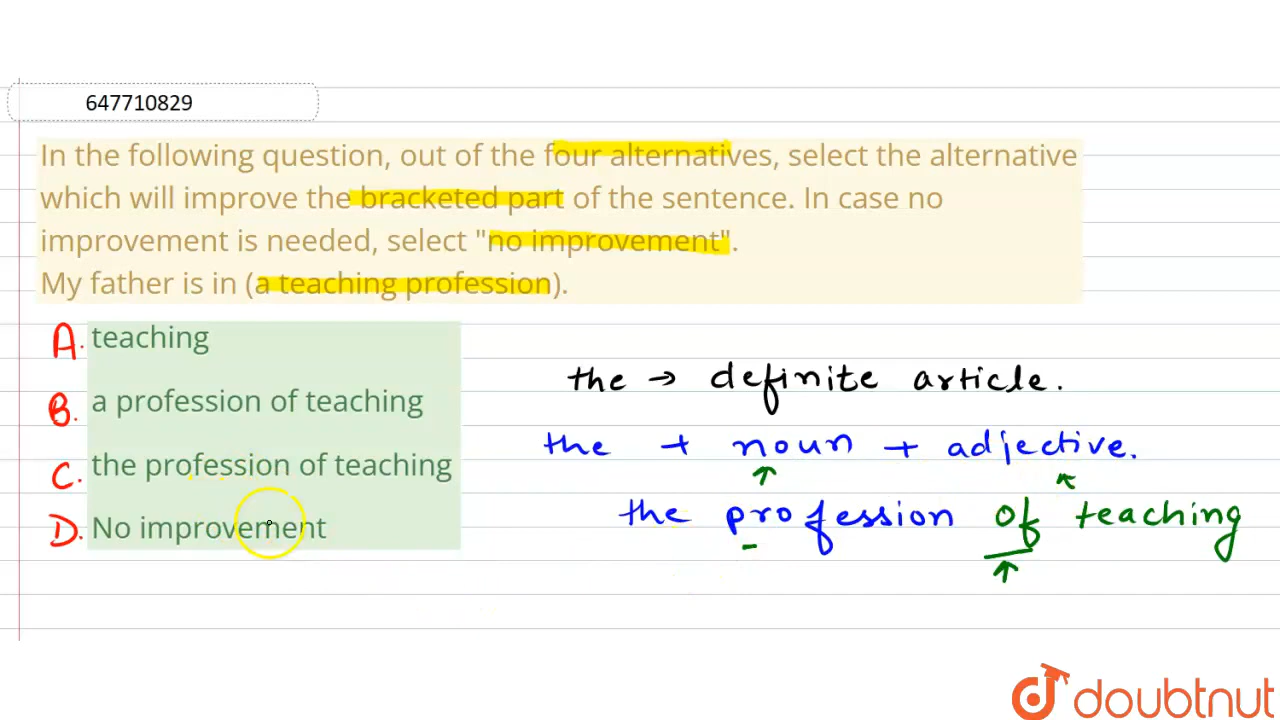 647710829
In the following question, out of the four alternatives, select the alternative
which will improve the bracketed part of the sentence. In case no
improvement is needed, select "no improvement".
My father is in (a teaching profession).
A. teaching
B. a profession of teaching
C. the profession of teaching
D. No improvement
the → definite article.
the + noun + adjective.
the profession of teaching
doubtnut